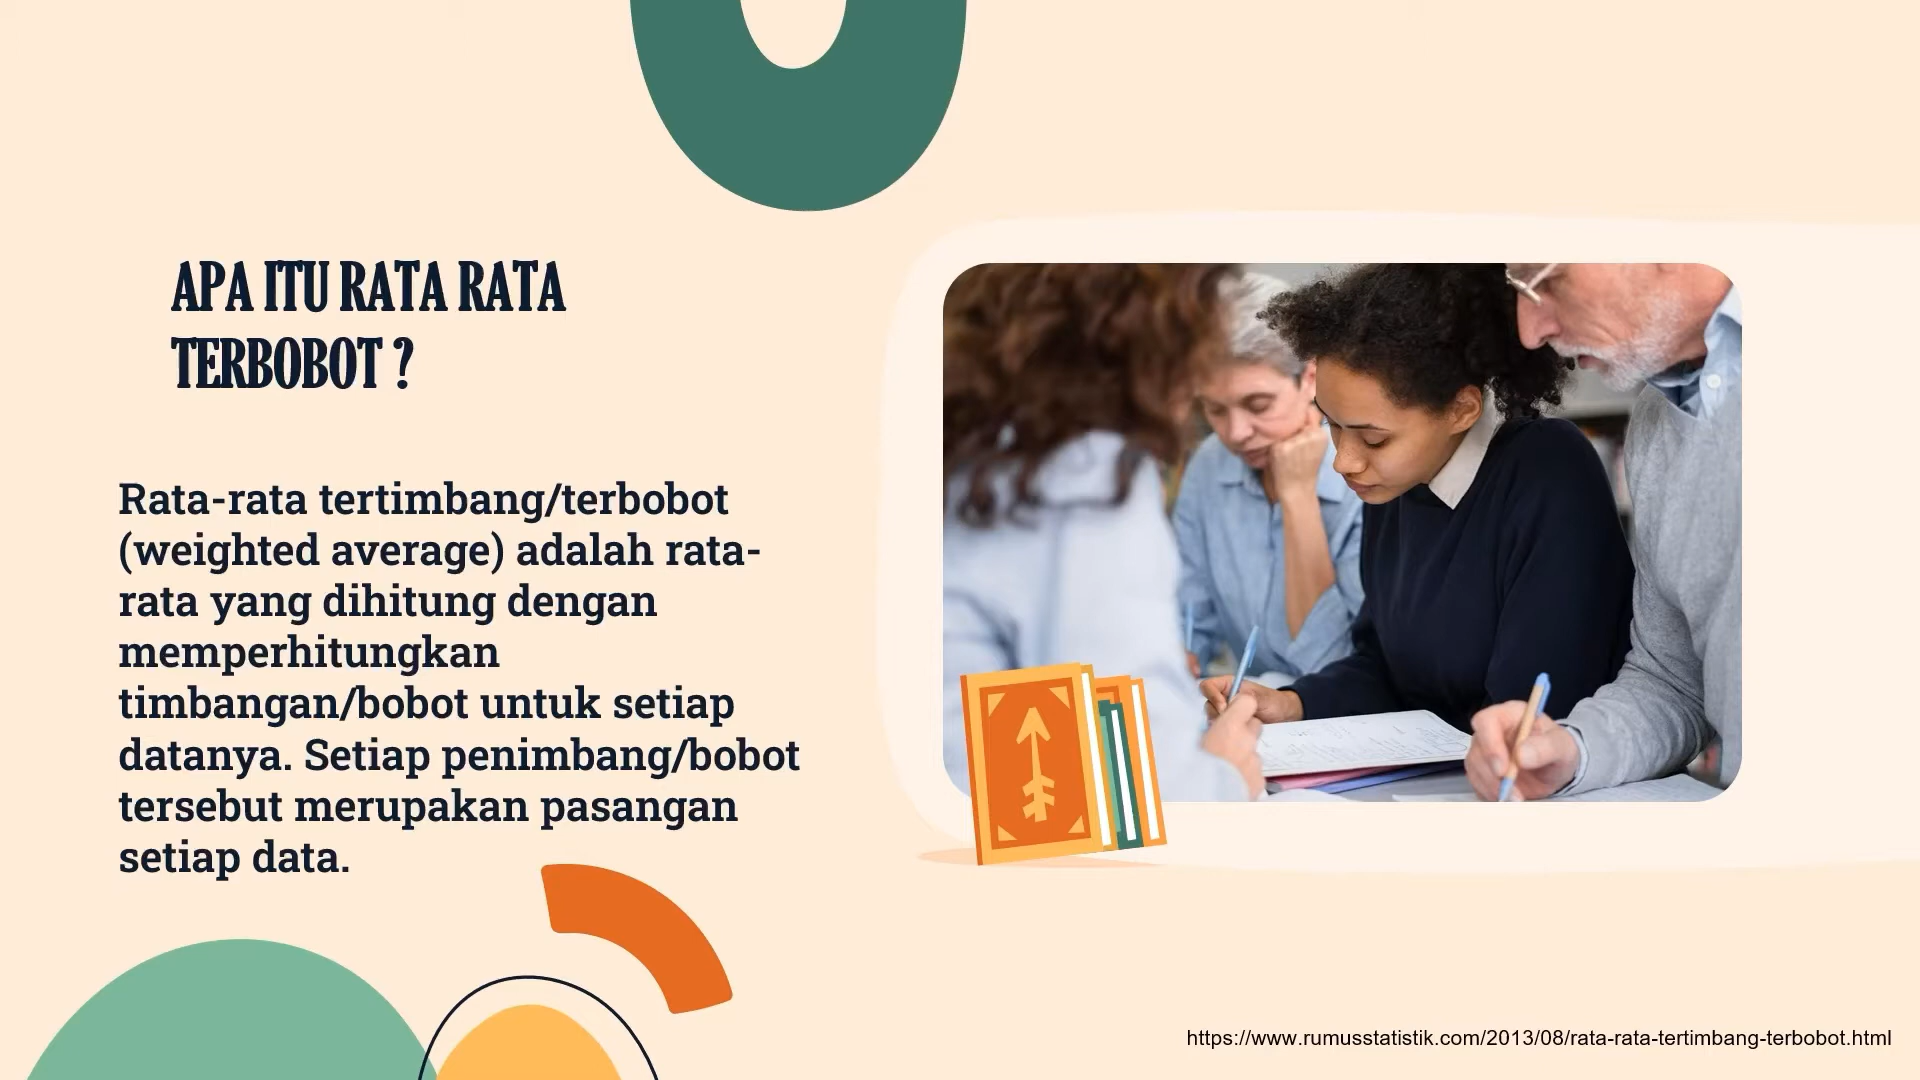 APA ITU RATA RATA
TERBOBOT ?
Rata-rata tertimbang/terbobot
(weighted average) adalah rata-
rata yang dihitung dengan
memperhitungkan
timbangan/bobot untuk setiap
datanya. Setiap penimbang/bobot
tersebut merupakan pasangan
setiap data.
https://www.rumusstatistik.com/2013/08/rata-rata-tertimbang-terbobot.html